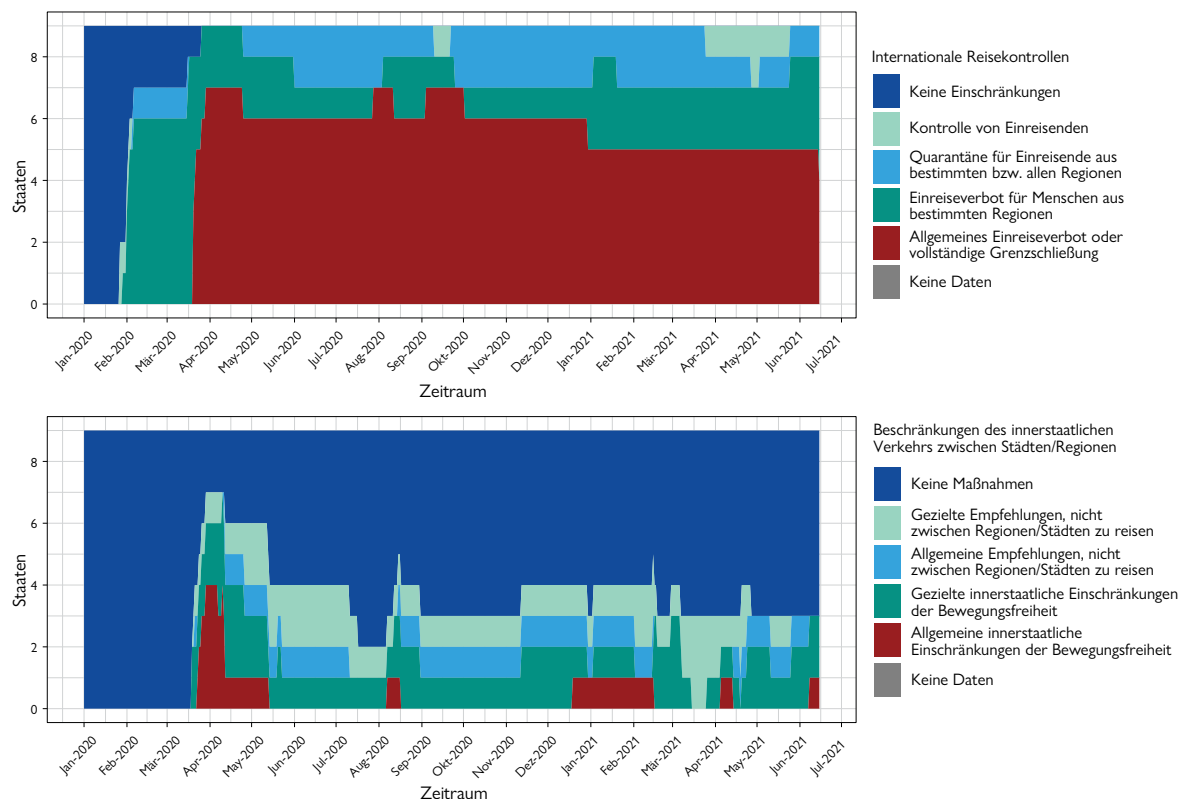 Internationale Reisekontrollen
Keine Einschränkungen
Kontrolle von Einreisenden
Quarantäne für Einreisende aus
bestimmten bzw. allen Regionen
Einreiseverbot für Menschen aus
bestimmten Regionen
Allgemeines Einreiseverbot oder
vollständige Grenzschließung
Keine Daten
Staaten
8
6
4
2
0
Jan-2020
Feb-2020
Mär-2020
Apr-2020
May-2020
Jun-2020
Jul-2020
Aug-2020
Sep-2020
Okt-2020
Nov-2020
Dez-2020
Jan-2021
Feb-2021
Mär-2021
Apr-2021
May-2021
Jun-2021
Jul-2021
Zeitraum
Beschränkungen des innerstaatlichen
Verkehrs zwischen Städten/Regionen
Keine Maßnahmen
Gezielte Empfehlungen, nicht
zwischen Regionen/Städten zu reisen
Allgemeine Empfehlungen, nicht
zwischen Regionen/Städten zu reisen
Gezielte innerstaatliche Einschränkungen
der Bewegungsfreiheit
Allgemeine innerstaatliche
Einschränkungen der Bewegungsfreiheit
Keine Daten
Staaten
8
6
4
2
0
Jan-2020
Feb-2020
Mär-2020
Apr-2020
May-2020
Jun-2020
Jul-2020
Aug-2020
Sep-2020
Okt-2020
Nov-2020
Dez-2020
Jan-2021
Feb-2021
Mär-2021
Apr-2021
May-2021
Jun-2021
Jul-2021
Zeitraum